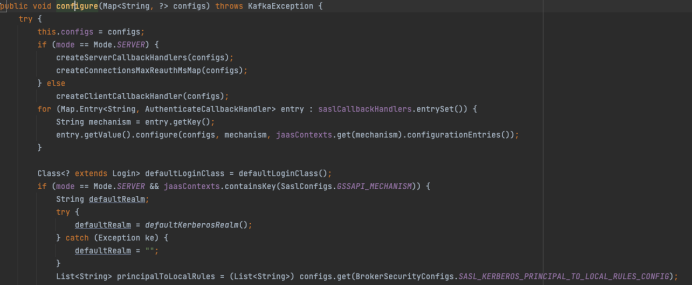 public void configure(Map<String, ?> configs) throws KafkaException {
try {
this.configs = configs;
if (mode == Mode.SERVER) {
createServerCallbackHandlers(configs);
createConnectionsMaxReauthMsMap(configs);
} else
createClientCallbackHandler(configs);
for (Map.Entry<String, AuthenticateCallbackHandler> entry : saslCallbackHandlers.entrySet()) {
String mechanism = entry.getKey();
entry.getValue().configure(configs, mechanism, jaasContexts.get(mechanism).configurationEntries());
}
Class<? extends Login> defaultLoginClass = defaultLoginClass();
if (mode == Mode.SERVER && jaasContexts.containsKey(SaslConfigs.GSSAPI_MECHANISM)) {
String defaultRealm;
try {
defaultRealm = defaultKerberosRealm();
} catch (Exception ke) {
defaultRealm = "";
}
List<String> principalToLocalRules = (List<String>) configs.get(BrokerSecurityConfigs.SASL_KERBEROS_PRINCIPAL_TO_LOCAL_RULES_CONFIG);